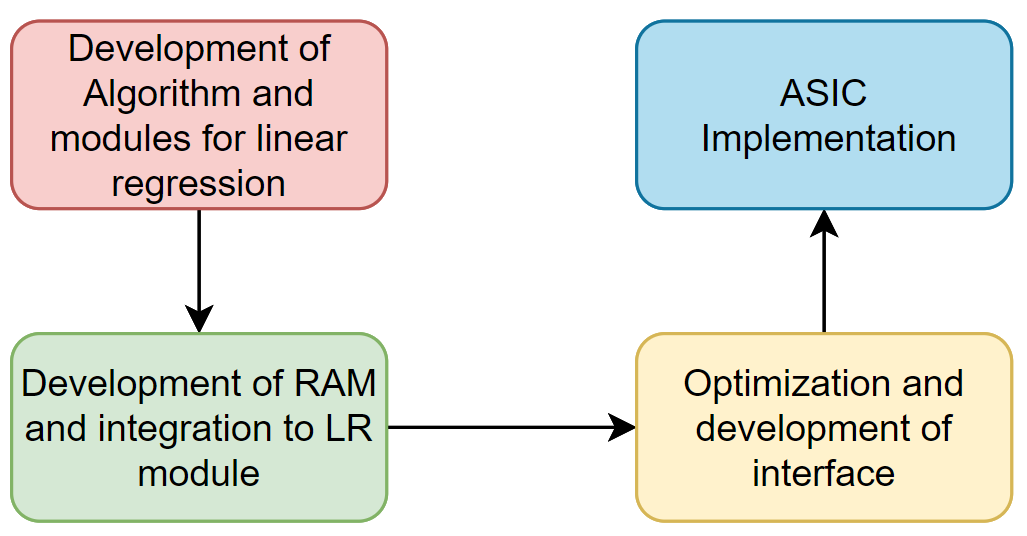 Development of
Algorithm and
modules for linear
regression
Development of RAM
and integration to LR
module
Optimization and
development of
interface
ASIC
Implementation